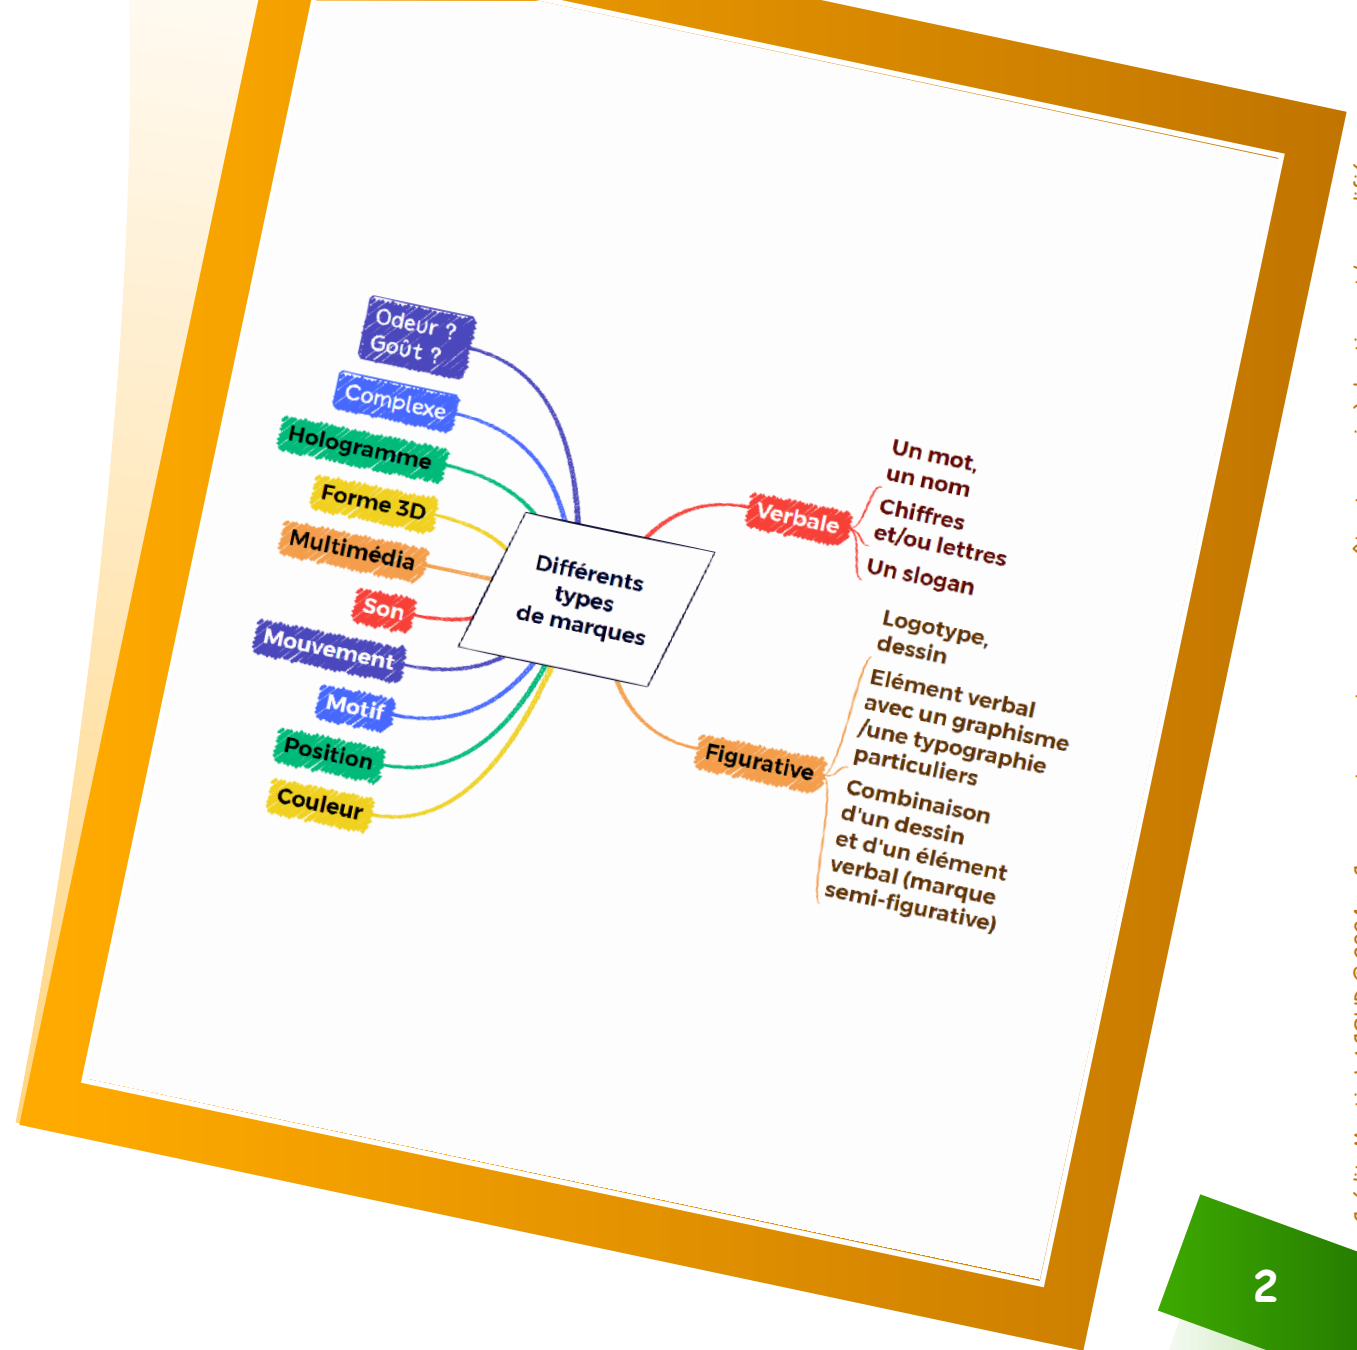 Odeur ?
Goût ?
Complexe
Hologramme
Forme 3D
Multimédia
Son
Mouvement
Motif
Position
Couleur
Différents
types
de marques
Verbale
Un mot,
un nom
Chiffres
et/ou lettres
Un slogan
Figurative
Logotype,
dessin
Elément verbal
avec un graphisme
/une typographie
particuliers
Combinaison
d'un dessin
et d'un élément
verbal (marque
semi-figurative)
2